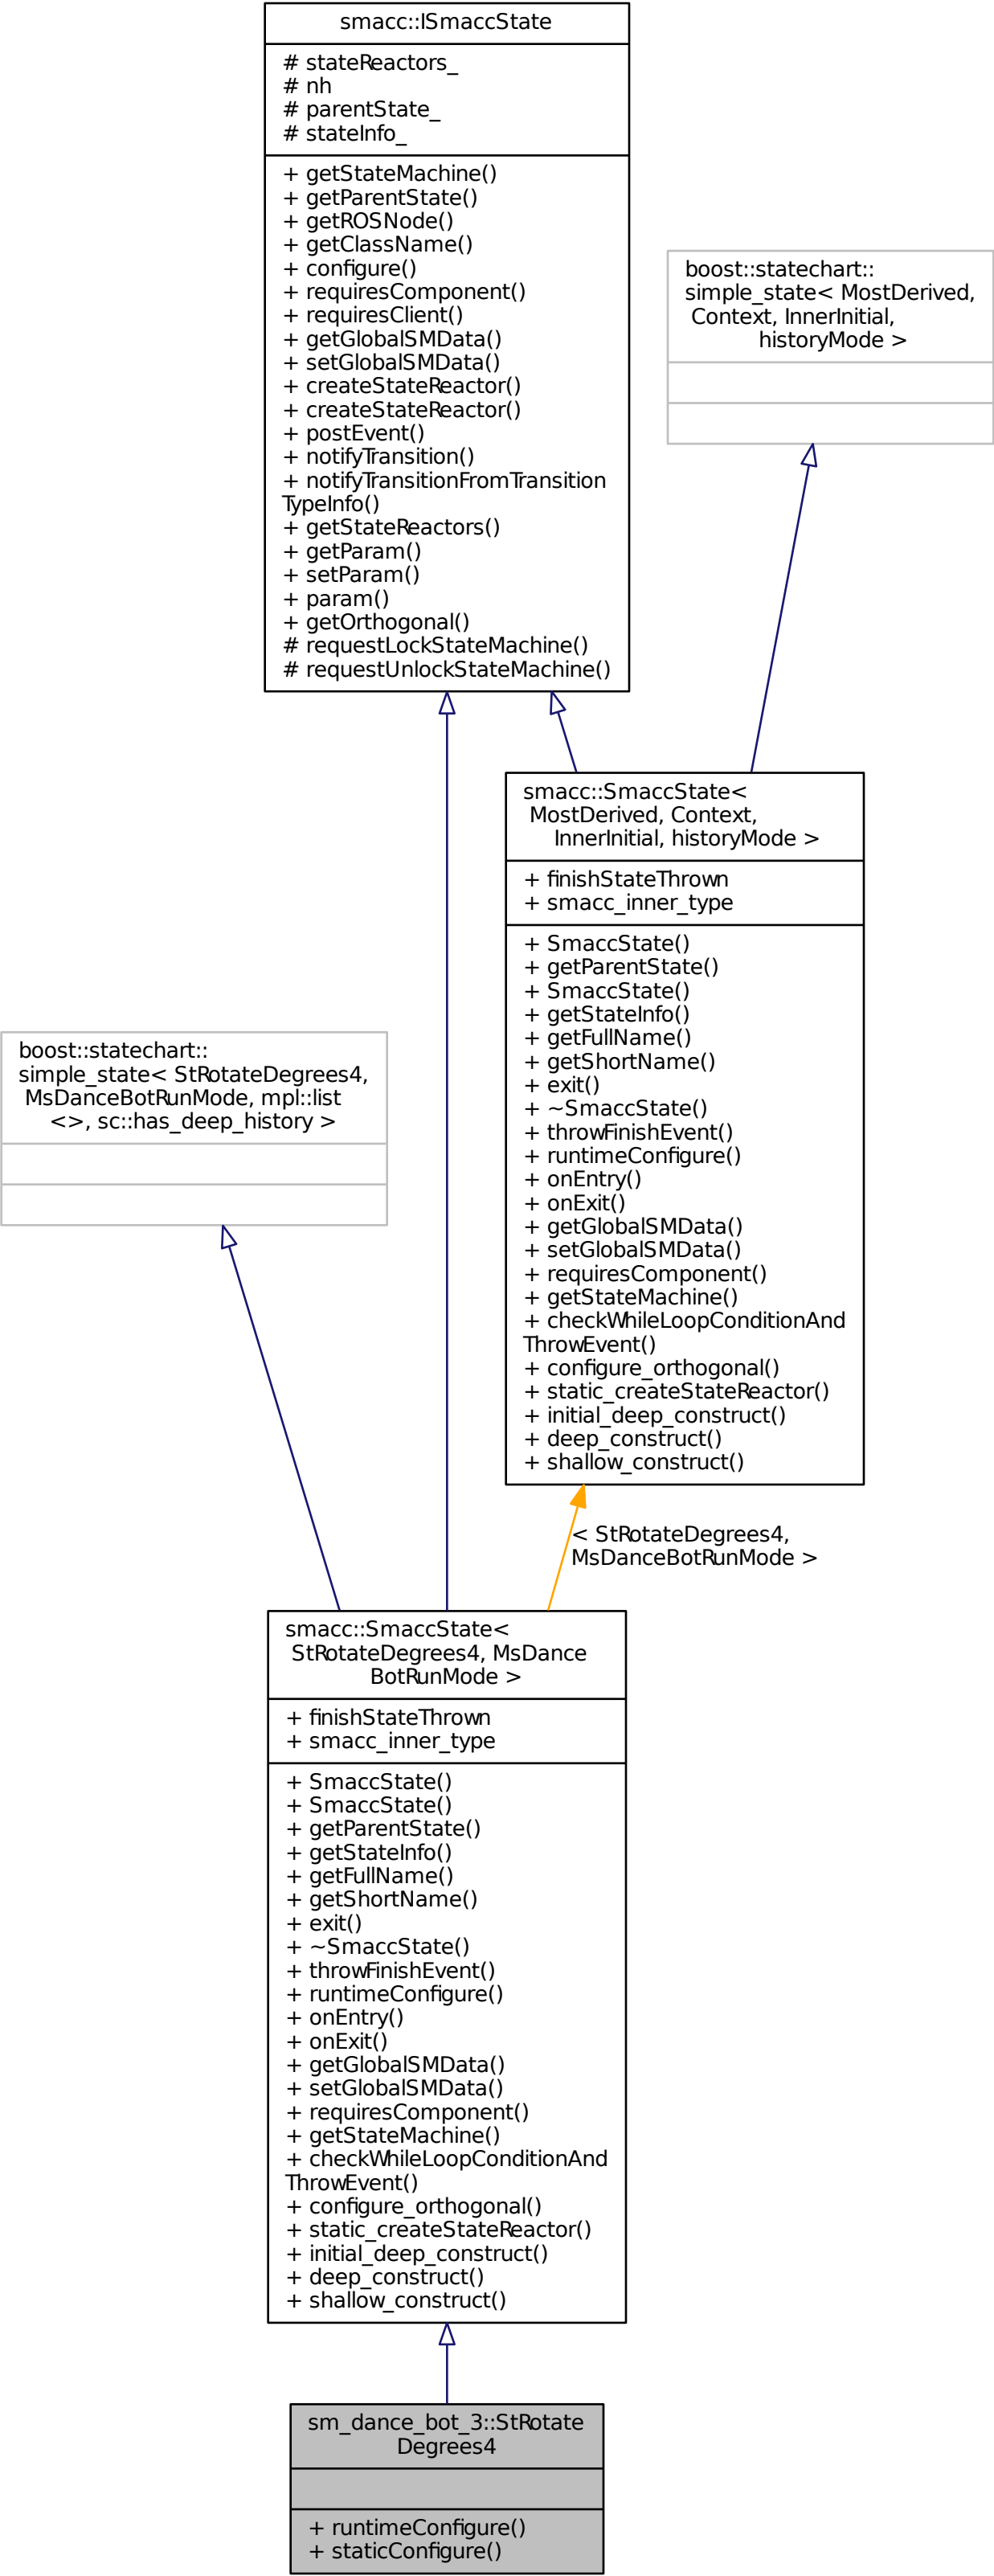 smacc::ISmaccState
# stateReactors_
# nh
# parentState_
# stateInfo_
+ getStateMachine()
+ getParentState()
+ getROSNode()
+ getClassName()
+ configure()
+ requiresComponent()
+ requiresClient()
+ getGlobalSMData()
+ setGlobalSMData()
+ createStateReactor()
+ createStateReactor()
+ postEvent()
+ notifyTransition()
+ notifyTransitionFromTransition
TypeInfo()
+ getStateReactors()
+ getParam()
+ setParam()
+ param()
+ getOrthogonal()
# requestLockStateMachine()
# requestUnlockStateMachine()
boost::statechart::
simple_state< MostDerived,
Context, InnerInitial,
historyMode >
smacc::SmaccState<
MostDerived, Context,
InnerInitial, historyMode >
+ finishStateThrown
+ smacc_inner_type
+ SmaccState()
+ getParentState()
+ SmaccState()
+ getStateInfo()
+ getFullName()
+ getShortName()
+ exit()
+ ~SmaccState()
+ throwFinishEvent()
+ runtimeConfigure()
+ onEntry()
+ onExit()
+ getGlobalSMData()
+ setGlobalSMData()
+ requiresComponent()
+ getStateMachine()
+ checkWhileLoopConditionAnd
ThrowEvent()
+ configure_orthogonal()
+ static_createStateReactor()
+ initial_deep_construct()
+ deep_construct()
+ shallow_construct()
boost::statechart::
simple_state< StRotateDegrees4,
MsDanceBotRunMode, mpl::list
<>, sc::has_deep_history >
< StRotateDegrees4,
MsDanceBotRunMode >
smacc::SmaccState<
StRotateDegrees4, MsDance
BotRunMode >
+ finishStateThrown
+ smacc_inner_type
+ SmaccState()
+ SmaccState()
+ getParentState()
+ getStateInfo()
+ getFullName()
+ getShortName()
+ exit()
+ ~SmaccState()
+ throwFinishEvent()
+ runtimeConfigure()
+ onEntry()
+ onExit()
+ getGlobalSMData()
+ setGlobalSMData()
+ requiresComponent()
+ getStateMachine()
+ checkWhileLoopConditionAnd
ThrowEvent()
+ configure_orthogonal()
+ static_createStateReactor()
+ initial_deep_construct()
+ deep_construct()
+ shallow_construct()
sm_dance_bot_3::StRotate
Degrees4
+ runtimeConfigure()
+ staticConfigure()